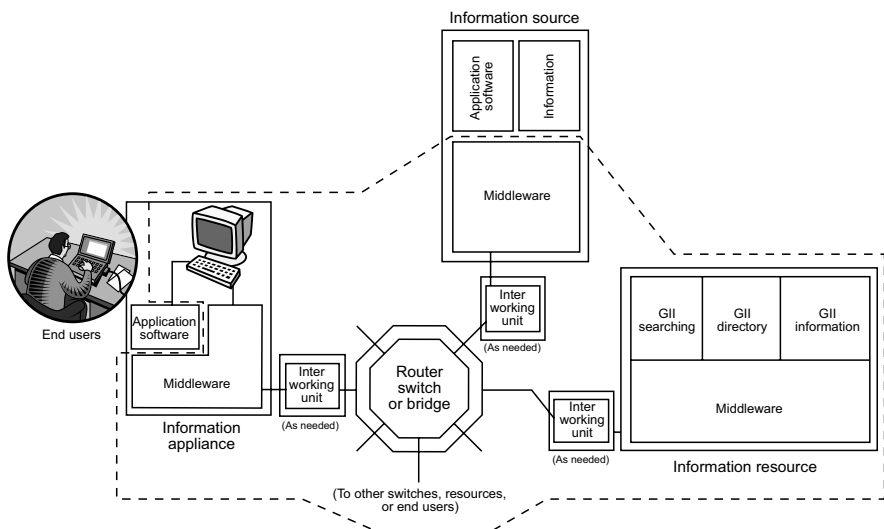 Information source
Application
software
Information
Middleware
End users
Application
software
Middleware
Information
appliance
Inter
working
unit
(As needed)
Router
switch
or bridge
(To other switches, resources,
or end users)
Inter
working
unit
(As needed)
Inter
working
unit
(As needed)
GII
searching
GII
directory
GII
information
Middleware
Information resource